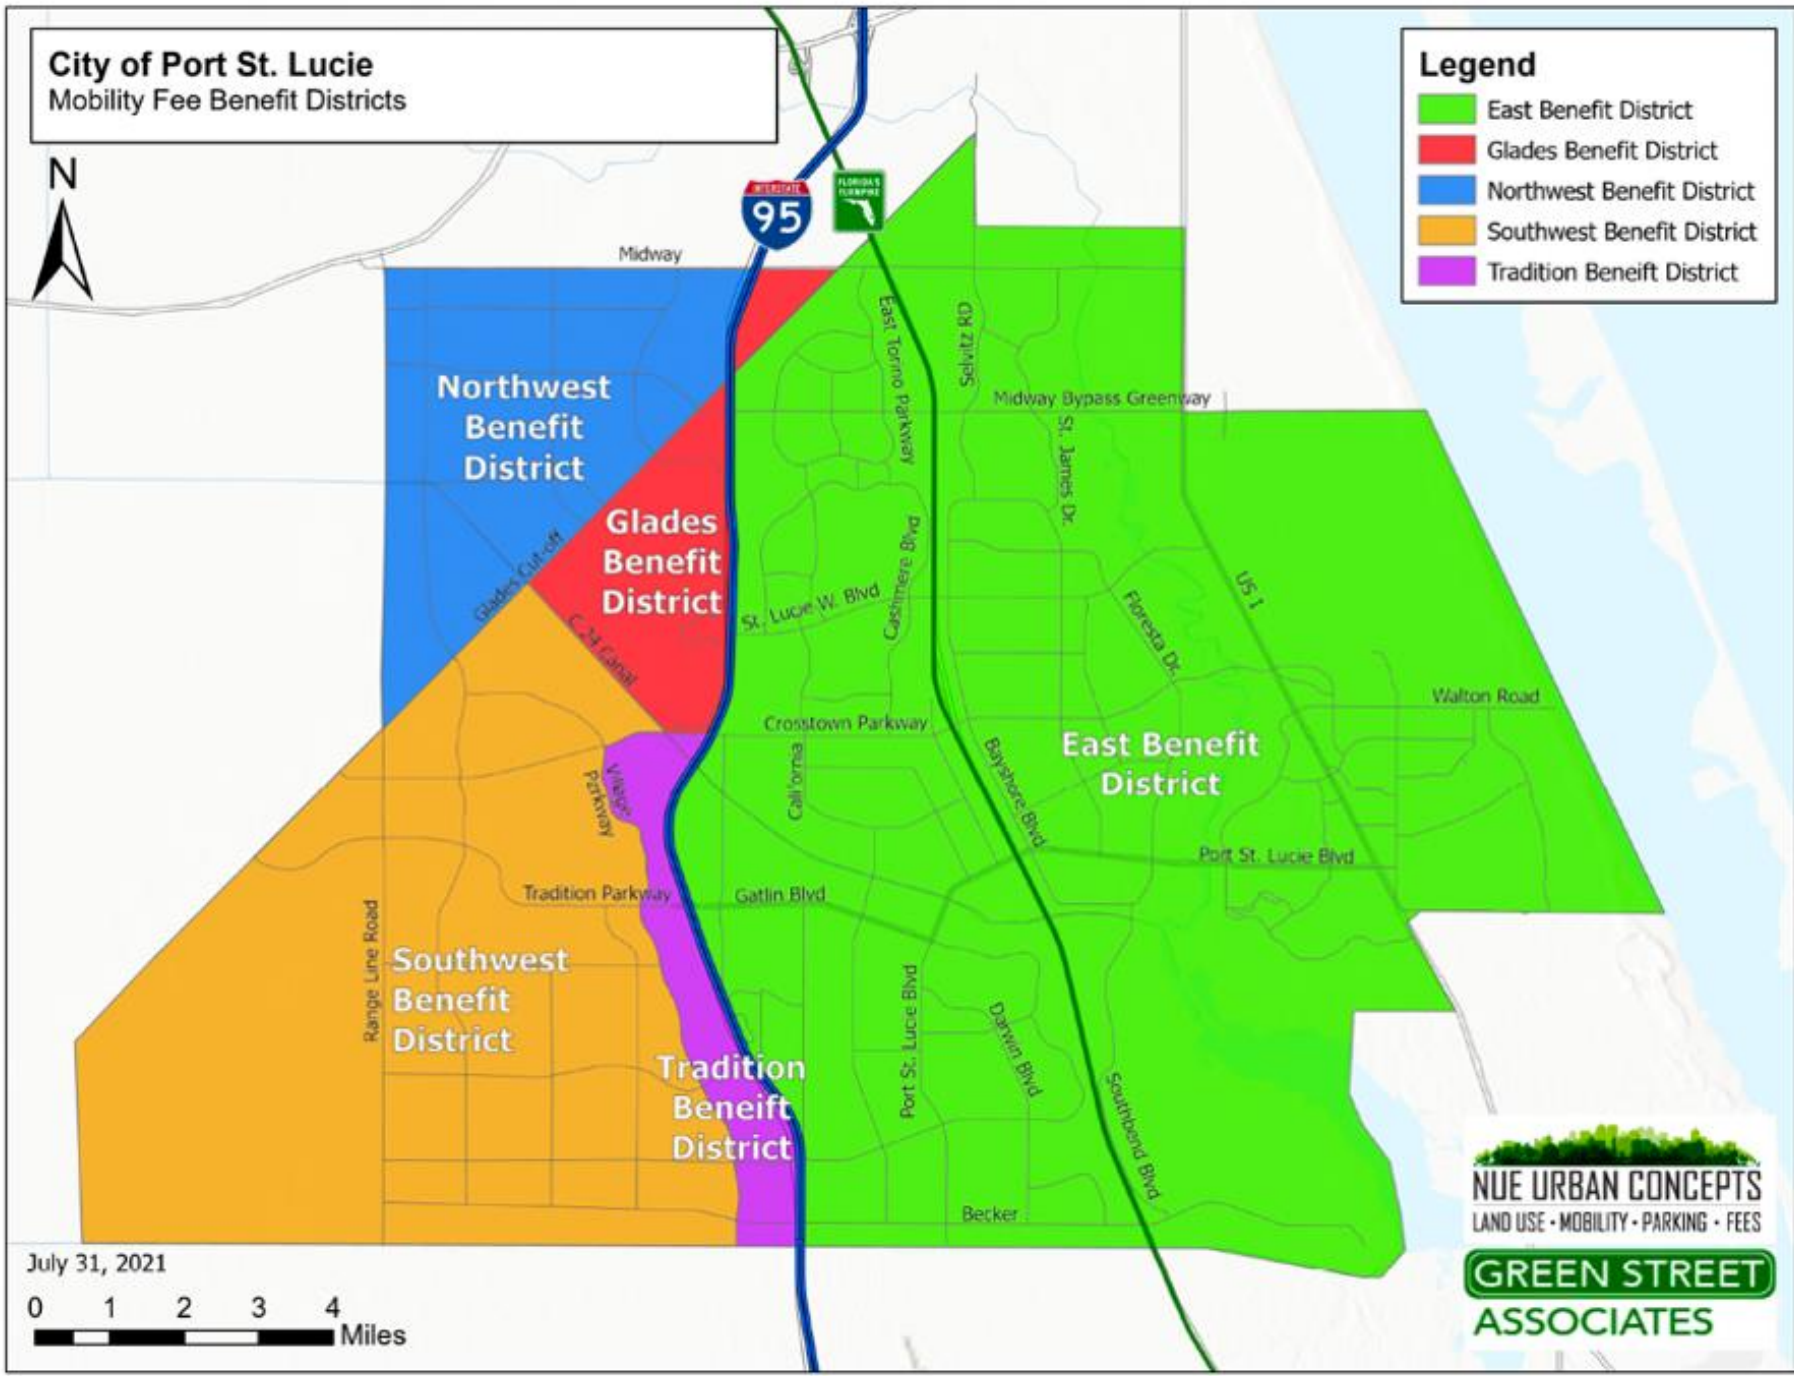 City of Port St. Lucie
Mobility Fee Benefit Districts
N
INTERSTATE
95
FLORIDA'S
TURNPIKE
Legend
East Benefit District
Glades Benefit District
Northwest Benefit District
Southwest Benefit District
Tradition Beneift District
Midway
East Torino Parkway
Selvitz RD
Midway Bypass Greenway
St. James Dr.
Northwest
Benefit
District
Glades
Benefit
District
Glades Cut-off
C 24 Canal
St. Lucie W. Blvd
Cashmere Blvd
Floresta Dr.
US 1
Walton Road
Crosstown Parkway
California
Bayshore Blvd
East Benefit
District
Village
Parkway
Port St. Lucie Blvd
Tradition Parkway
Gatlin Blvd
Range Line Road
Southwest
Benefit
District
Port St. Lucie Blvd
Darwin Blvd
Tradition
Beneift
District
Southbend Blvd
Becker
July 31, 2021
0 1 2 3 4
Miles
NUE URBAN CONCEPTS
LAND USE • MOBILITY • PARKING • FEES
GREEN STREET
ASSOCIATES